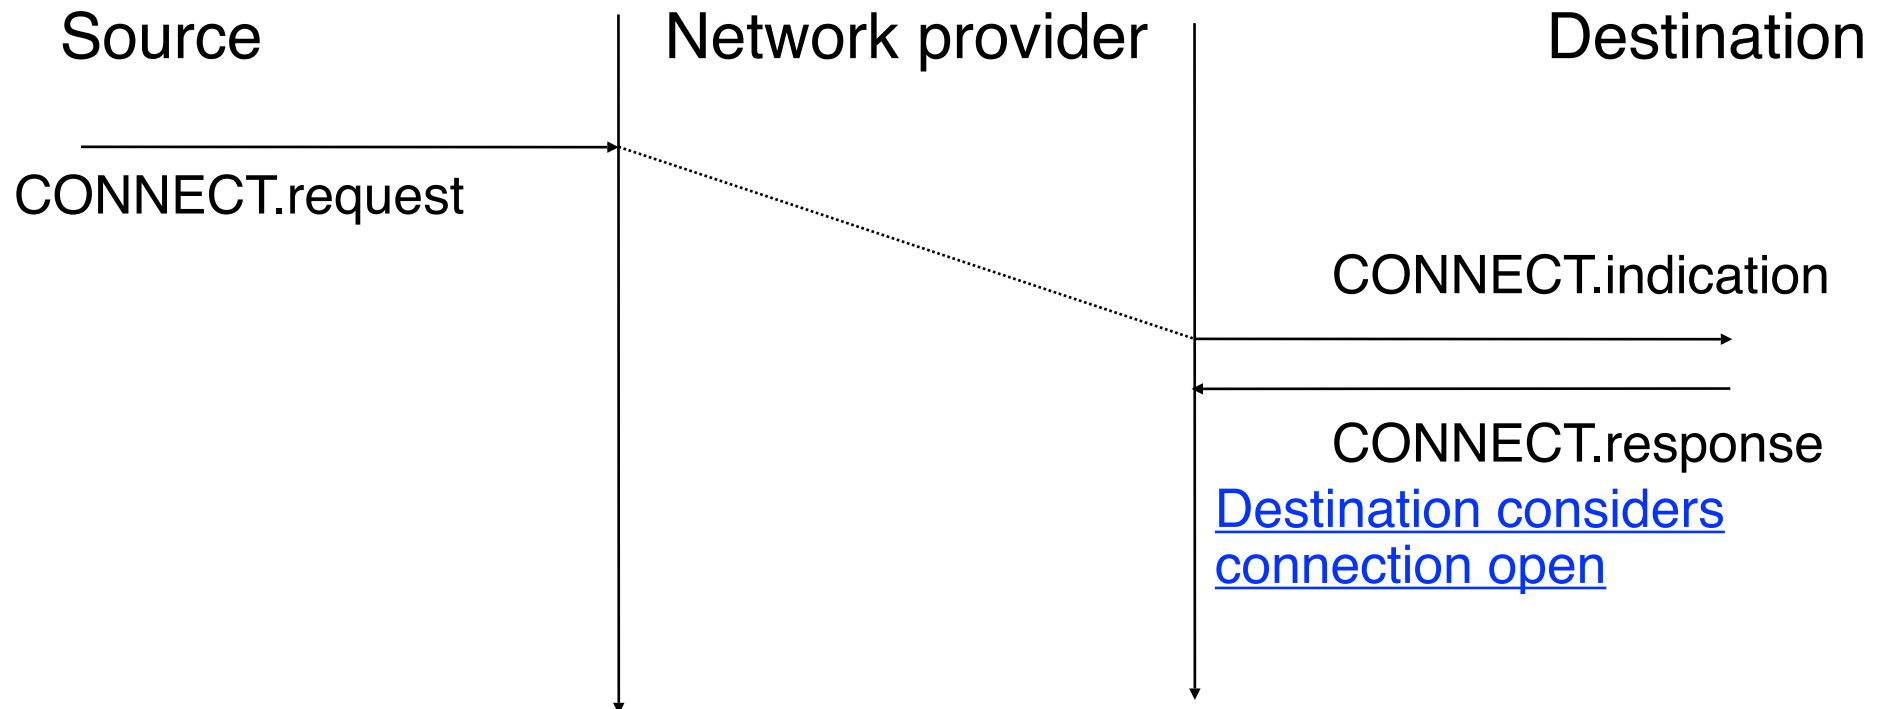 Source
Network provider
Destination
CONNECT.request
CONNECT.indication
CONNECT.response
Destination considers
connection open